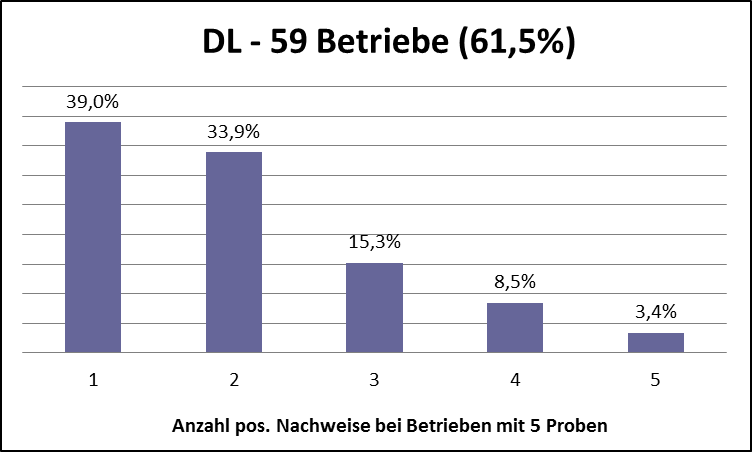 DL - 59 Betriebe (61,5%)
39,0%
33,9%
15,3%
8,5%
3,4%
1 2 3 4 5
Anzahl pos. Nachweise bei Betrieben mit 5 Proben